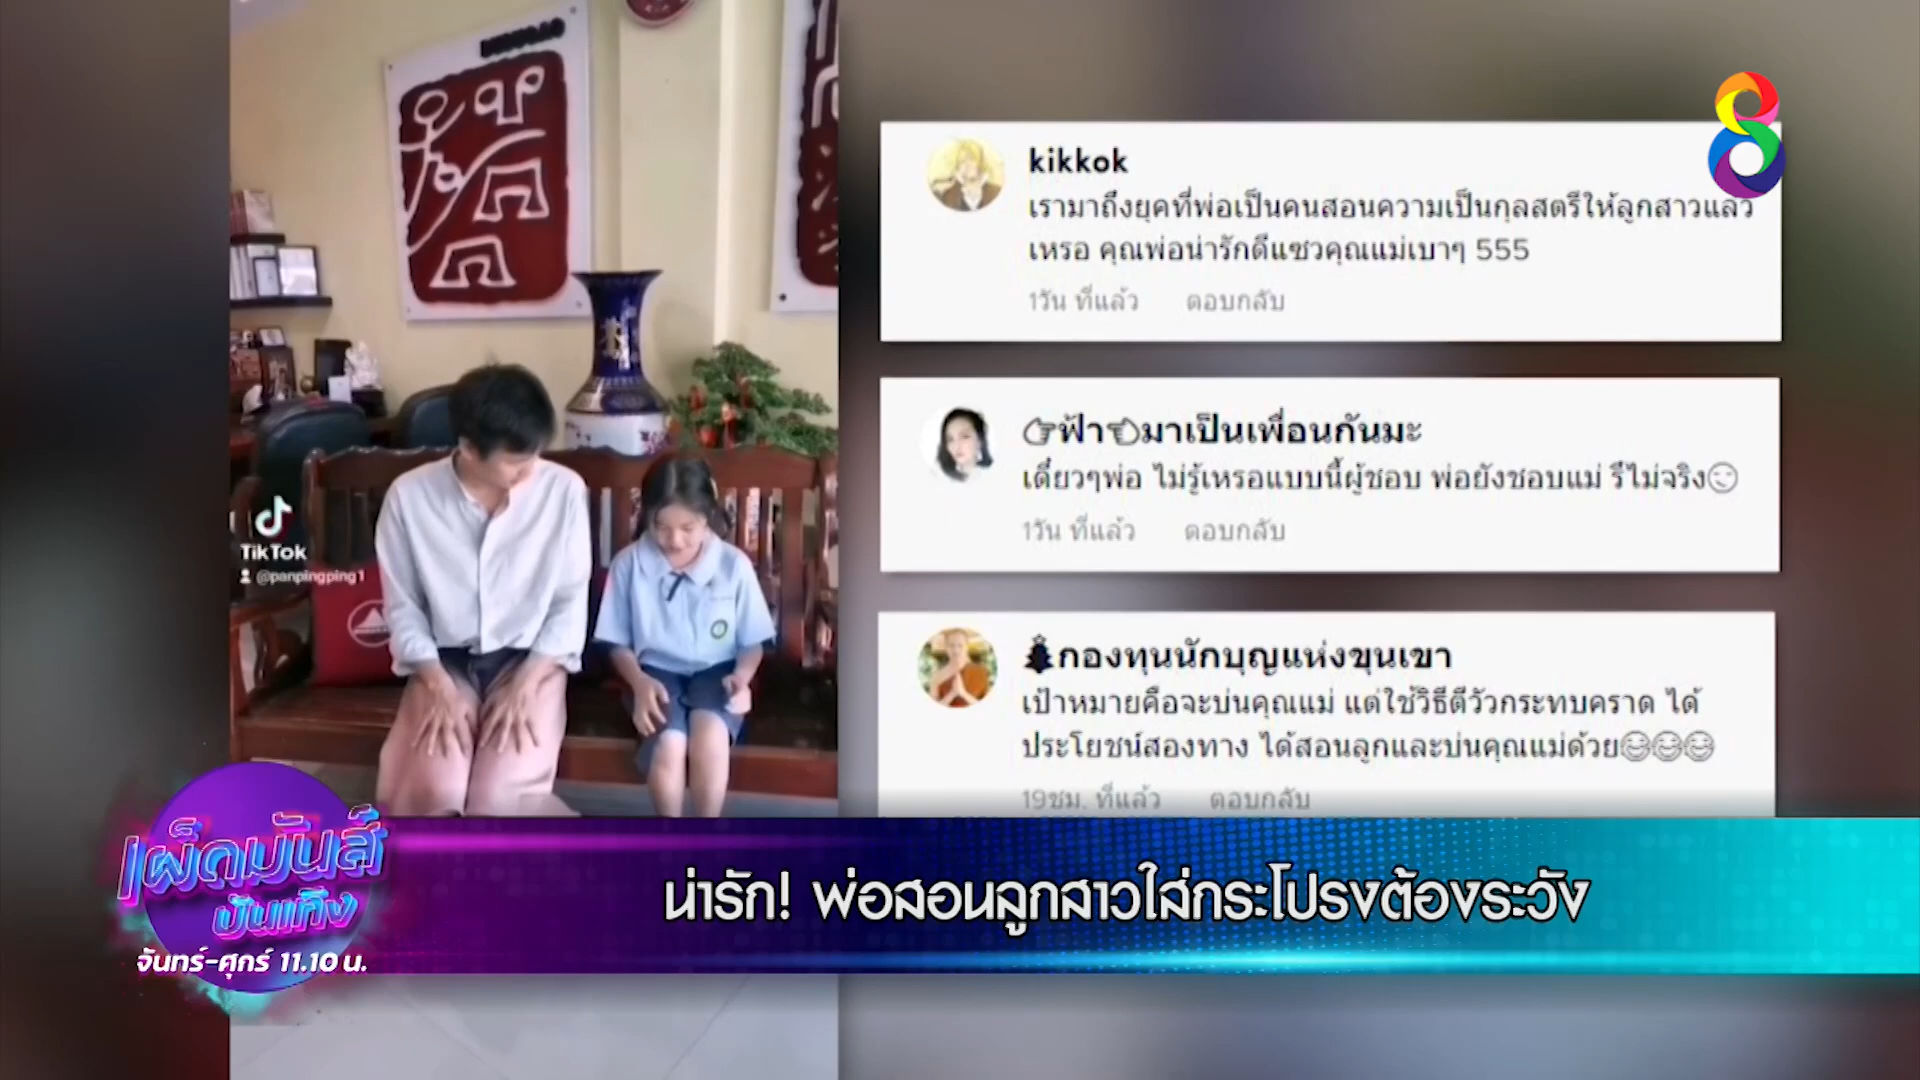 kikkok
เรามาถึงยุคที่พ่อเป็นคนสอนความเป็นกุลสตรีให้ลูกสาวแล้ว
เหรอ คุณพ่อน่ารักดีแซวคุณแม่เบาๆ 555
1วัน ที่แล้ว ตอบกลับ
👉ฟ้า👈มาเป็นเพื่อนกันมะ
เดี๋ยวๆพ่อ ไม่รู้เหรอแบบนี้ผู้ชอบ พ่อยังชอบแม่ รึไม่จริง😏
1วัน ที่แล้ว ตอบกลับ
🎄กองทุนนักบุญแห่งขุนเขา
เป้าหมายคือจะบ่นคุณแม่ แต่ใช้วิธีตีวัวกระทบคราด ได้
ประโยชน์สองทาง ได้สอนลูกและบ่นคุณแม่ด้วย😂😂😂
19ชม. ที่แล้ว ตอบกลับ
TikTok
@panpingping1
เผ็ดมันส์
บันเทิง
จันทร์-ศุกร์ 11.10 น.
น่ารัก! พ่อสอนลูกสาวใส่กระโปรงต้องระวัง
8